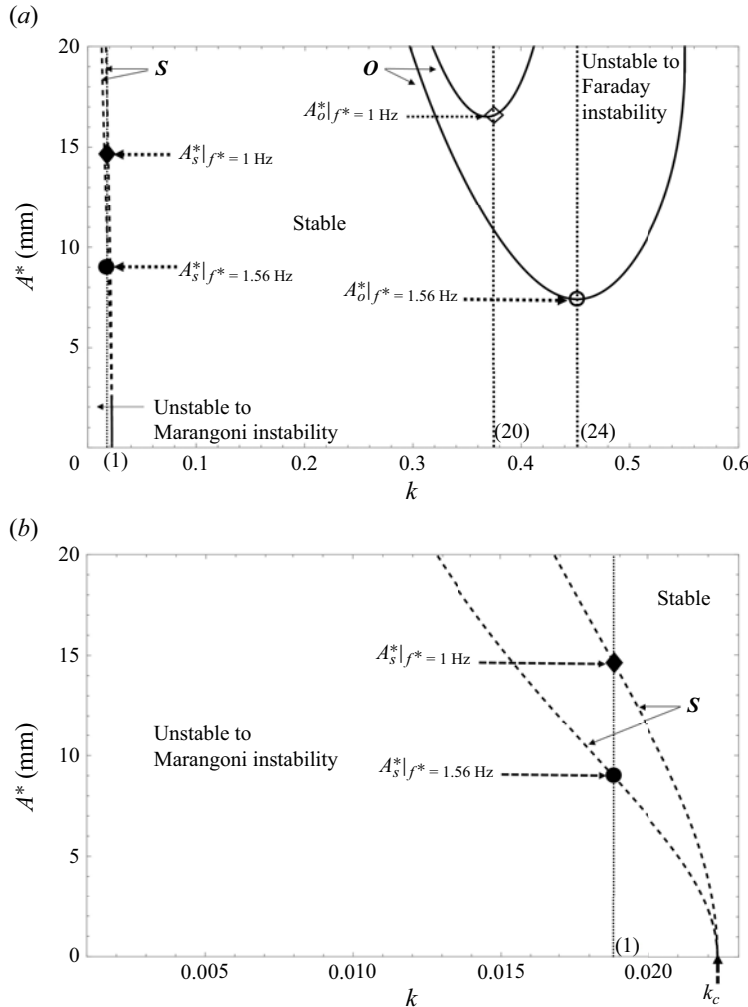 (a)
20
15
10
5
0
A* (mm)
S
O
Unstable to
Faraday
instability
A*o|f* = 1 Hz
A*s|f* = 1 Hz
Stable
A*s|f* = 1.56 Hz
A*o|f* = 1.56 Hz
Unstable to
Marangoni instability
(1)
(20)
(24)
0.1
0.2
0.3
0.4
0.5
0.6
k
(b)
20
15
10
5
0
A* (mm)
Stable
A*s|f* = 1 Hz
S
Unstable to
Marangoni instability
A*s|f* = 1.56 Hz
(1)
0.005
0.010
0.015
0.020
kc
k